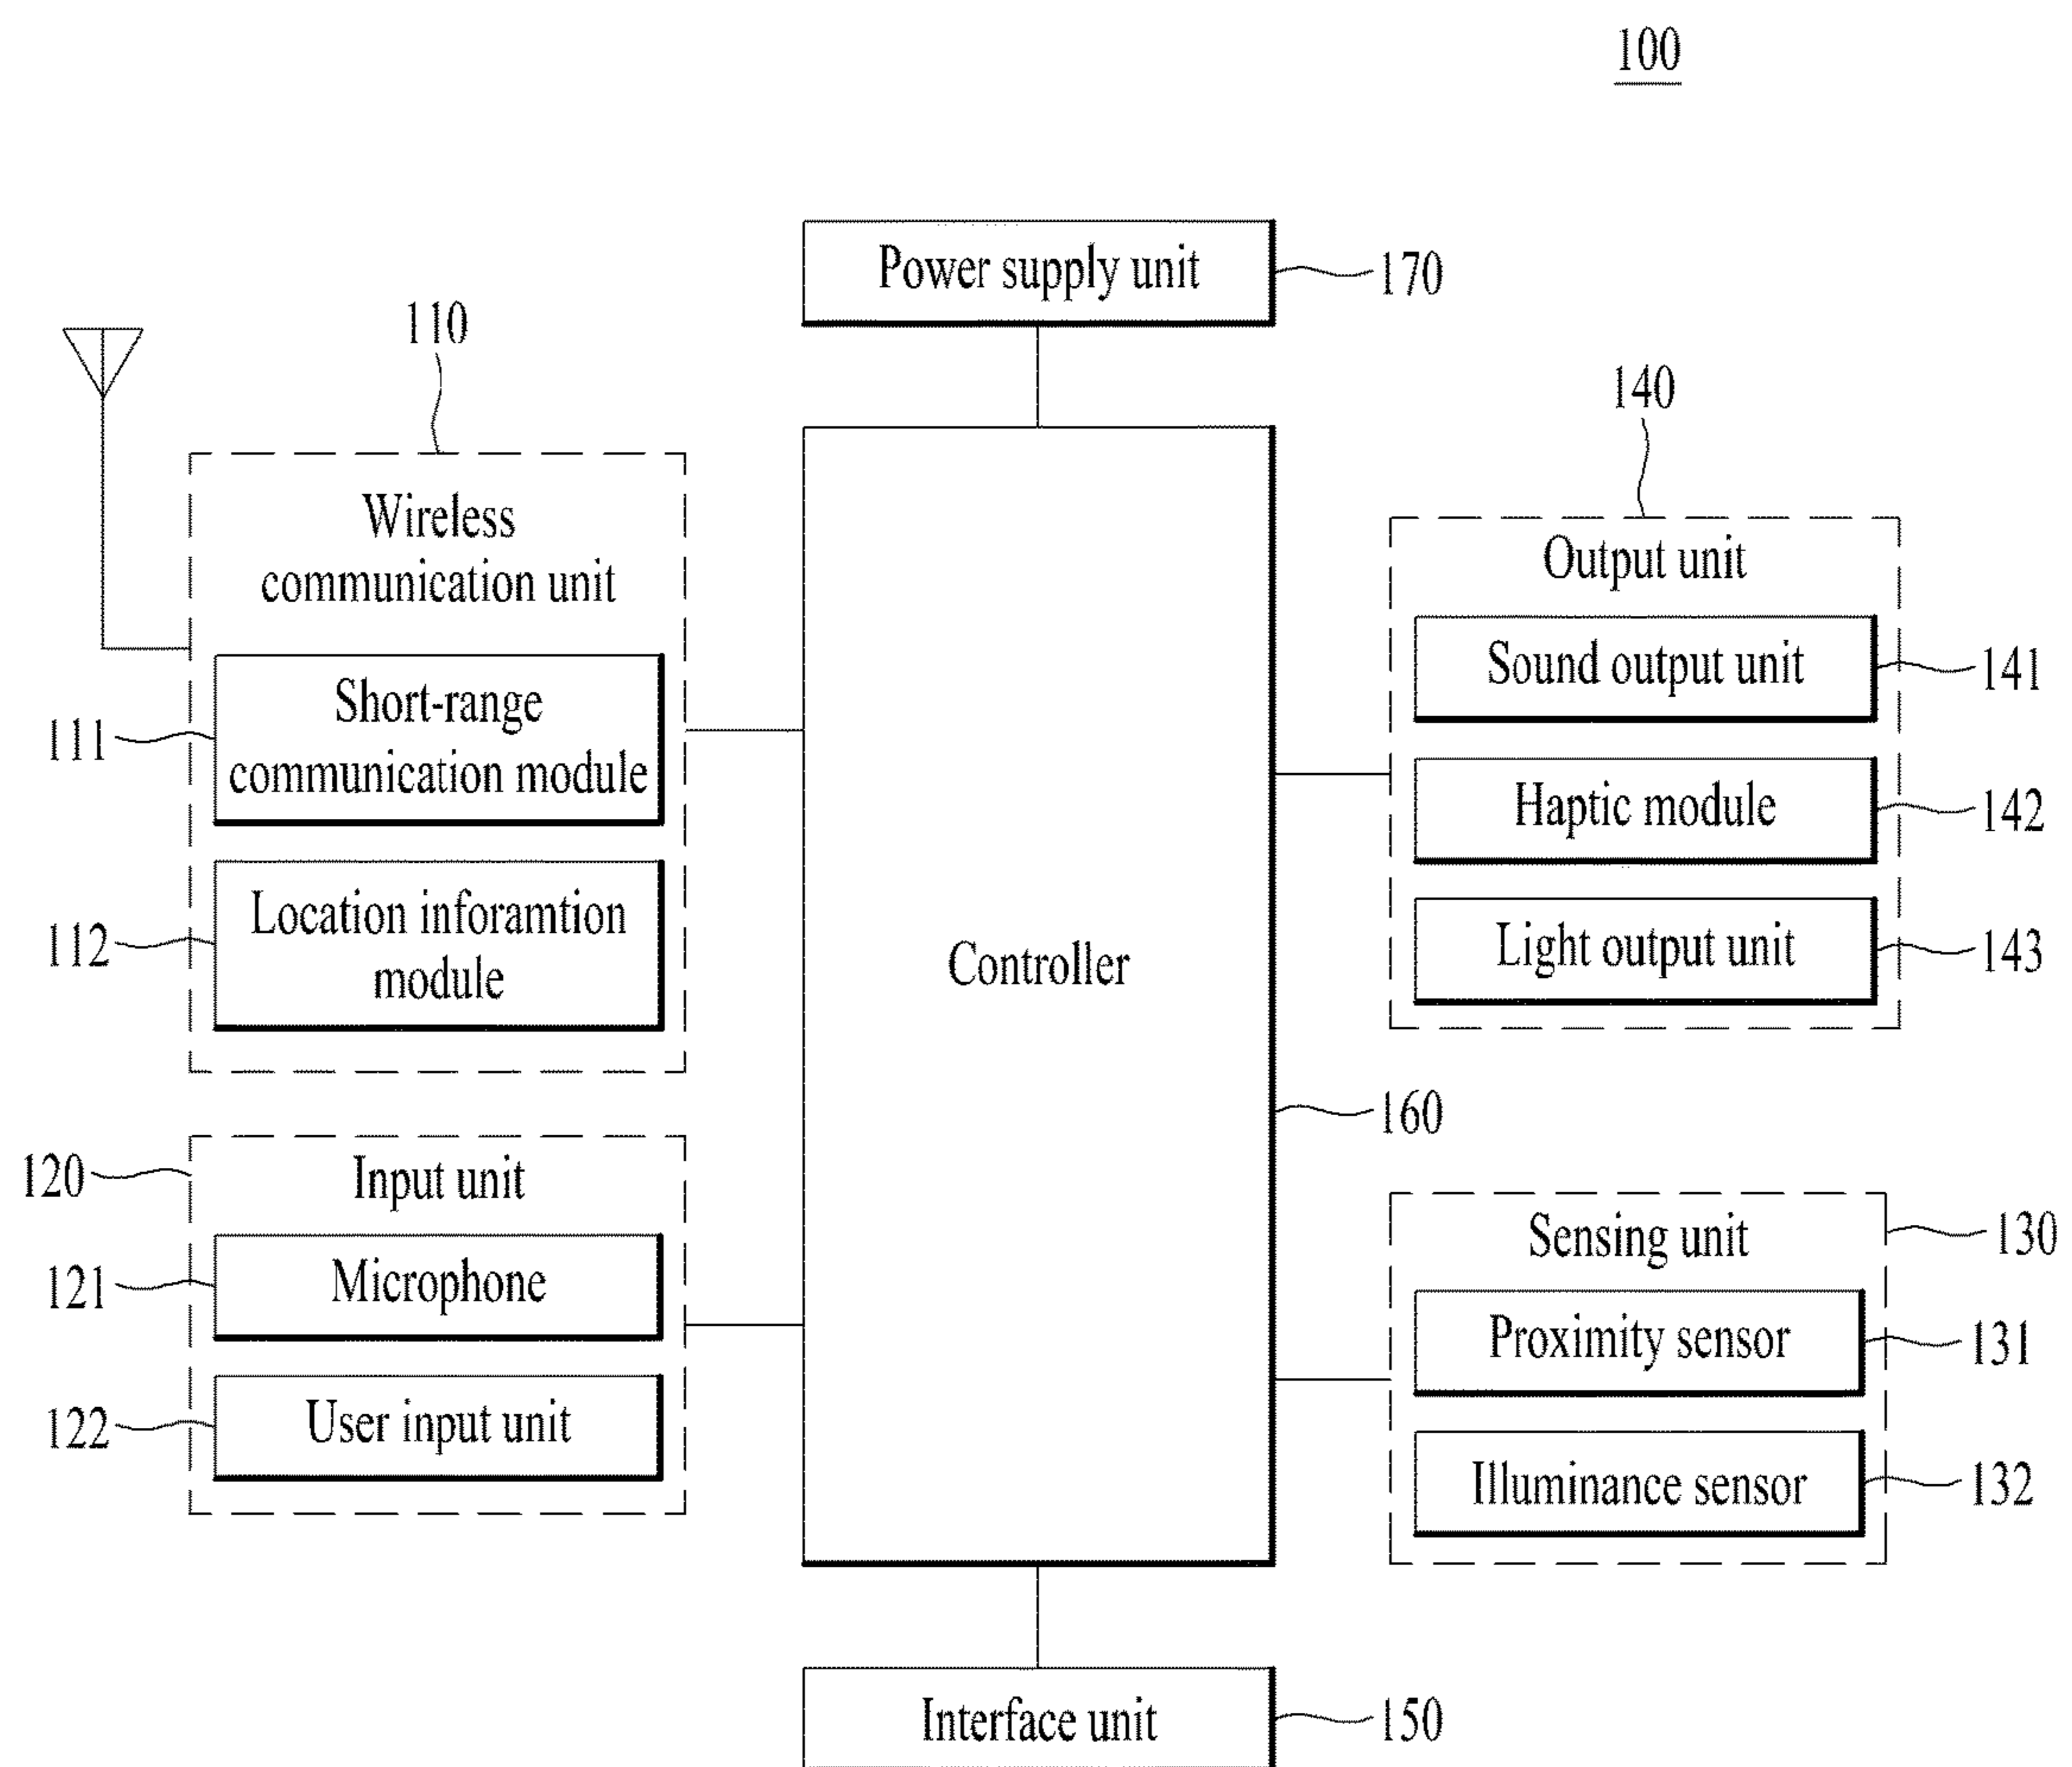 100
Power supply unit
170
110
Wireless
communication unit
Short-range
communication module
111
Location inforamtion
module
112
120
Input unit
Microphone
121
User input unit
122
Controller
160
140
Output unit
Sound output unit
141
Haptic module
142
Light output unit
143
Sensing unit
130
Proximity sensor
131
Illuminance sensor
132
Interface unit
150